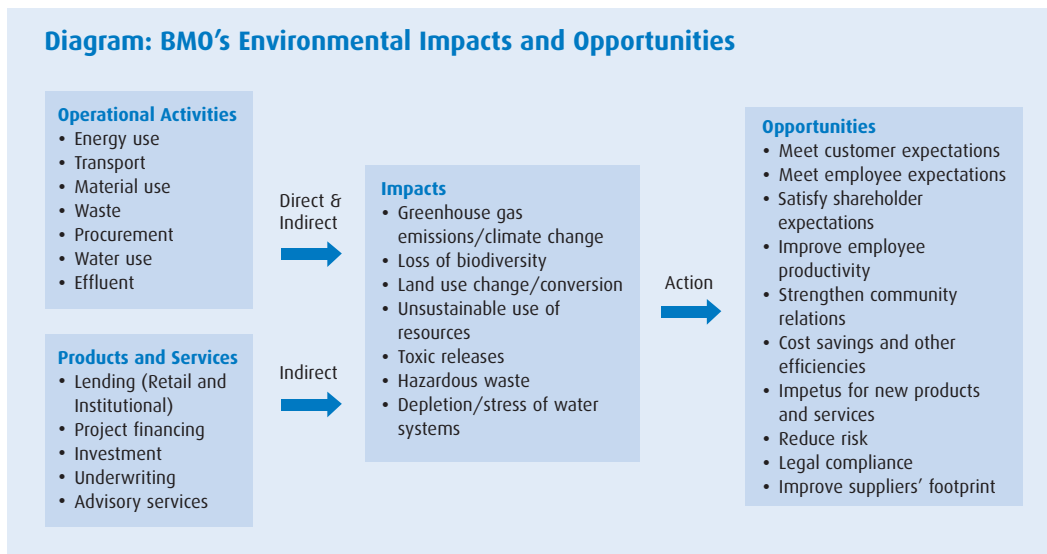 Diagram: BMO's Environmental Impacts and Opportunities
Operational Activities
• Energy use
• Transport
• Material use
• Waste
• Procurement
• Water use
• Effluent
Products and Services
• Lending (Retail and
Institutional)
• Project financing
• Investment
• Underwriting
• Advisory services
Direct &
Indirect
Indirect
Impacts
• Greenhouse gas
emissions/climate change
• Loss of biodiversity
• Land use change/conversion
• Unsustainable use of
resources
• Toxic releases
• Hazardous waste
• Depletion/stress of water
systems
Action
Opportunities
• Meet customer expectations
• Meet employee expectations
• Satisfy shareholder
expectations
• Improve employee
productivity
• Strengthen community
relations
• Cost savings and other
efficiencies
• Impetus for new products
and services
• Reduce risk
• Legal compliance
• Improve suppliers' footprint